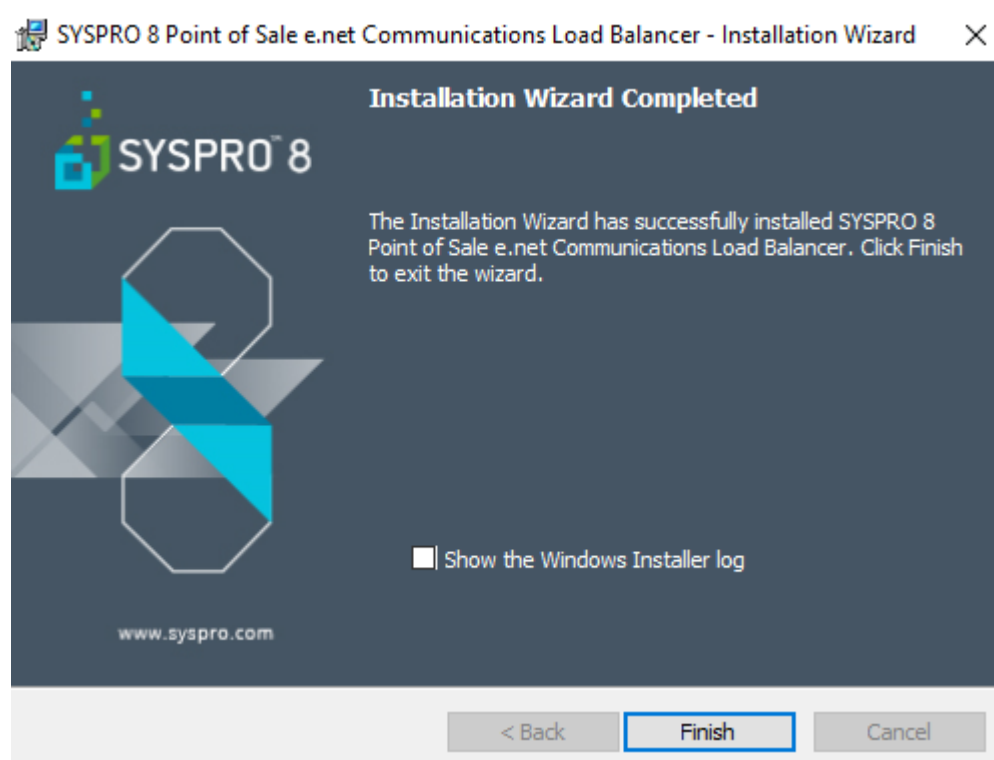 SYSPRO 8 Point of Sale e.net Communications Load Balancer - Installation Wizard
Installation Wizard Completed
SYSPRO™ 8
The Installation Wizard has successfully installed SYSPRO 8
Point of Sale e.net Communications Load Balancer. Click Finish
to exit the wizard.
Show the Windows Installer log
www.syspro.com
< Back
Finish
Cancel